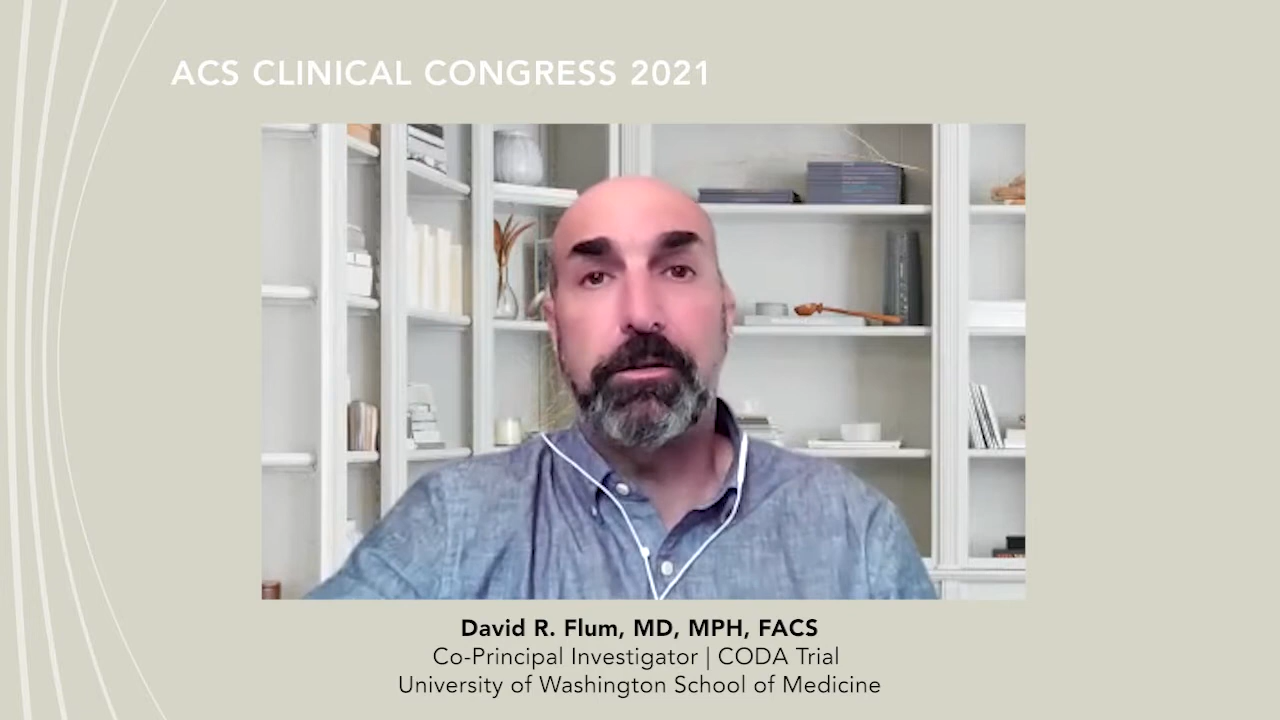 ACS CLINICAL CONGRESS 2021
David R. Flum, MD, MPH, FACS
Co-Principal Investigator | CODA Trial
University of Washington School of Medicine